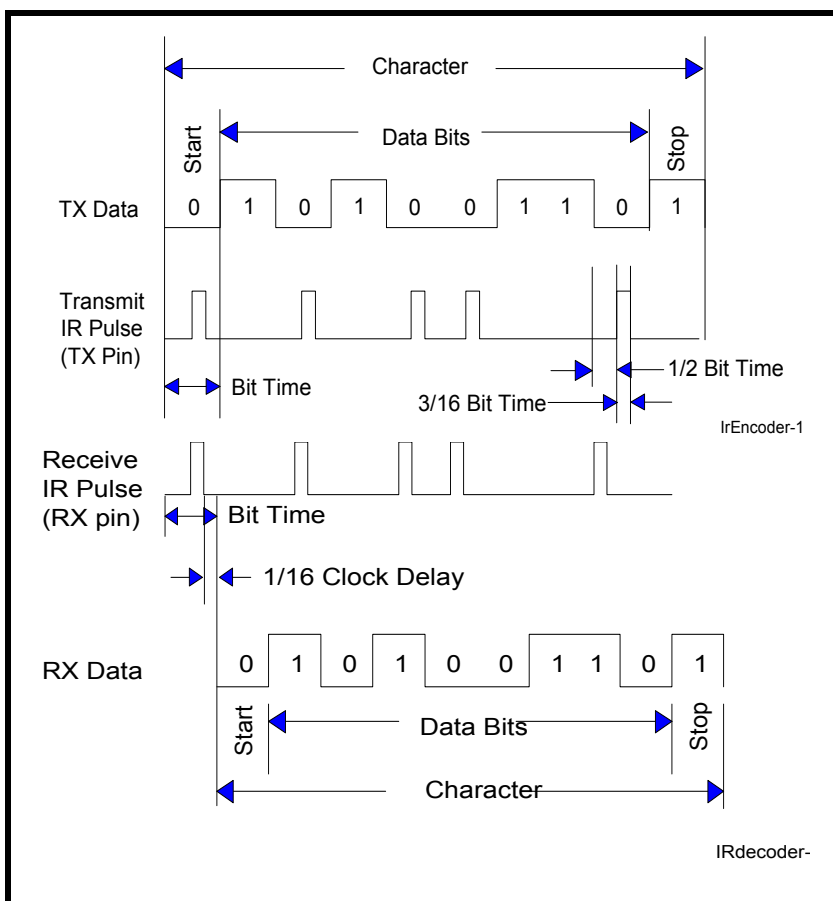 Character
Start
Data Bits
Stop
TX Data 0 1 0 1 0 0 1 1 0 1
Transmit
IR Pulse
(TX Pin)
1/2 Bit Time
Bit Time
3/16 Bit Time
IrEncoder-1
Receive
IR Pulse
(RX pin)
Bit Time
1/16 Clock Delay
RX Data 0 1 0 1 0 0 1 1 0 1
Start
Data Bits
Stop
Character
IRdecoder-